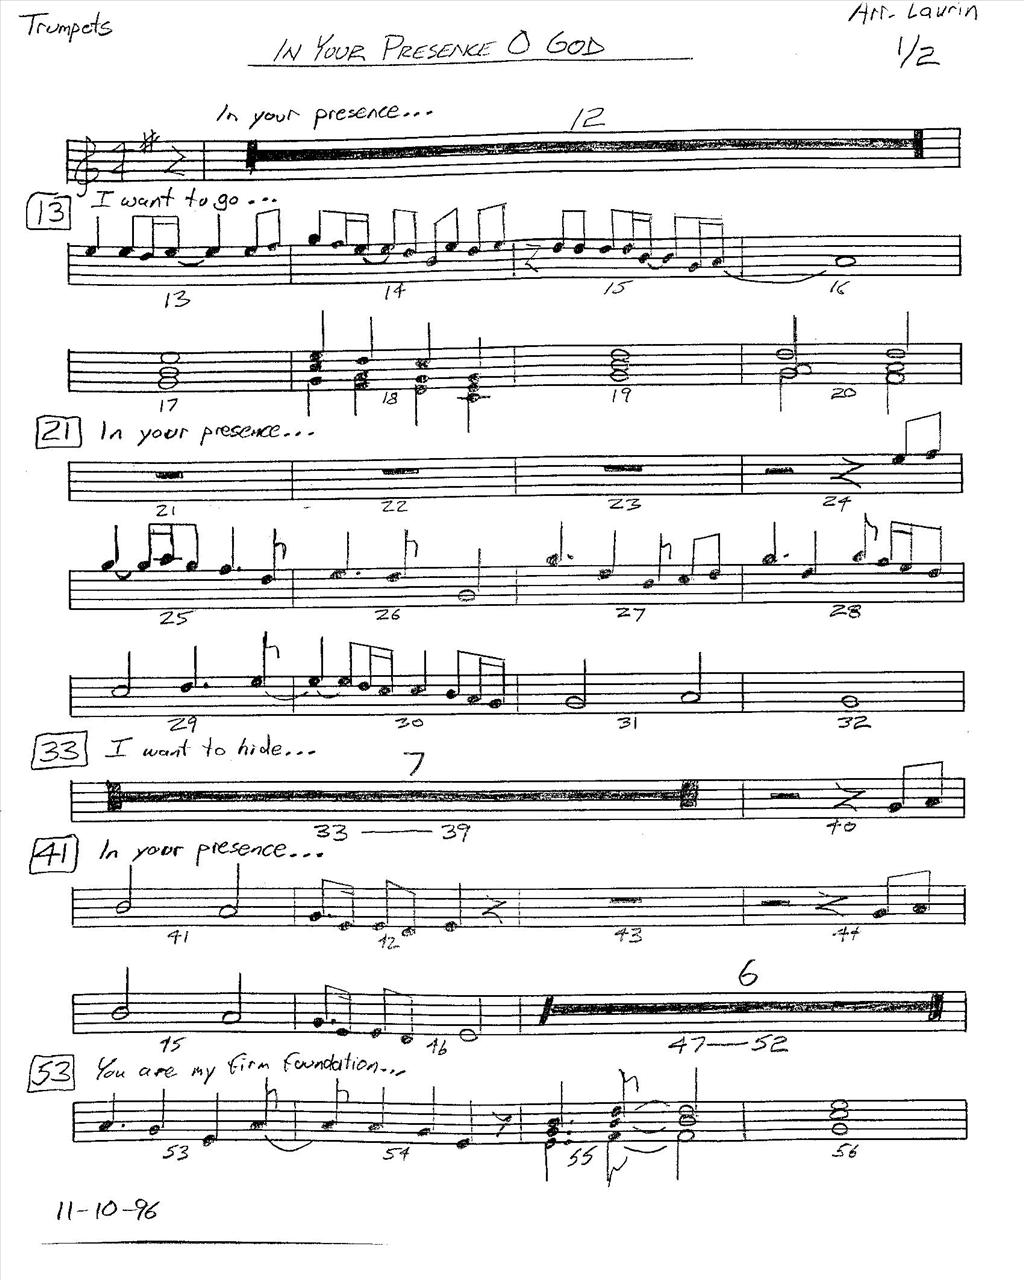 Trumpets
Arr. Laurin
In Your Presence O God
1/2
In your presence...
12
13 I want to go...
13 14 15 16
17 18 19 20
21 In your presence...
21 22 23 24
25 26 27 28
29 30 31 32
33 I want to hide...
7
33 — 39 40
41 In your presence...
41 42 43 44
6
45 46 47 — 52
53 You are my firm foundation...
53 54 55 56
11-10-96